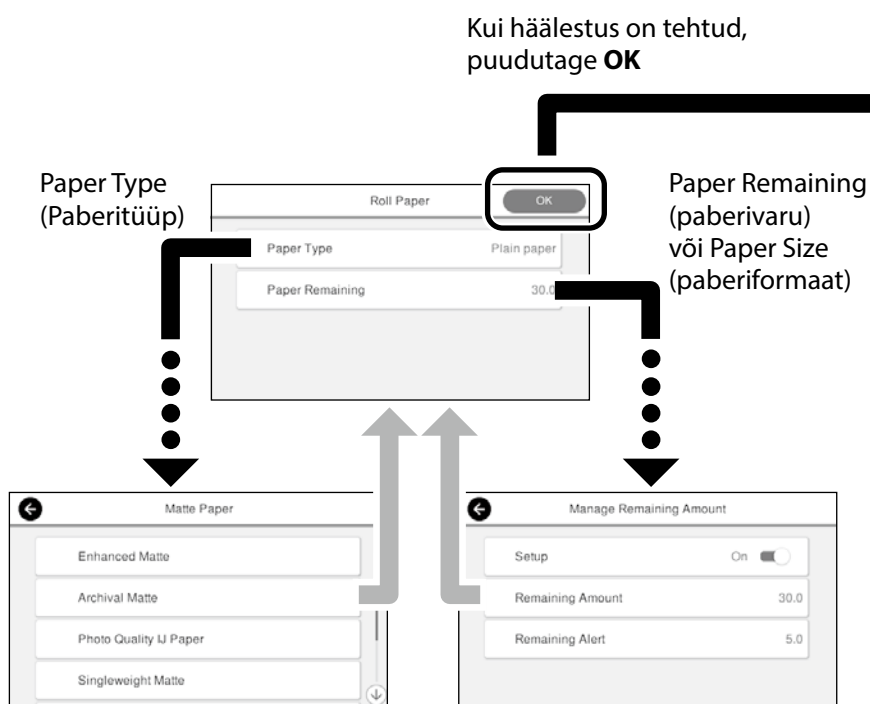 Kui häälestus on tehtud,
puudutage OK
Paper Type
(Paberitüüp)
Roll Paper
OK
Paper Type
Plain paper
Paper Remaining
30.0
Paper Remaining
(paberivaru)
või Paper Size
(paberiformaat)
Matte Paper
Enhanced Matte
Archival Matte
Photo Quality IJ Paper
Singleweight Matte
Manage Remaining Amount
Setup
On
Remaining Amount
30.0
Remaining Alert
5.0